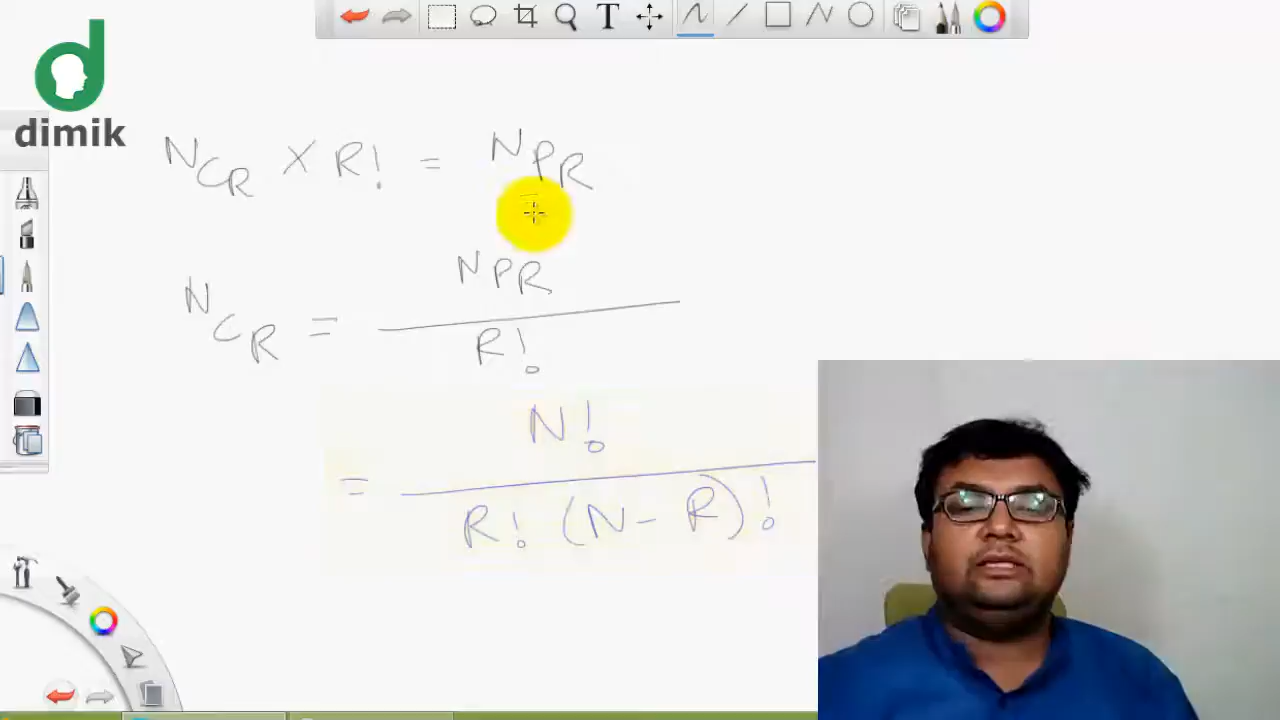 dimik
NCR × R! = NPR
NPR
NCR = 
R!
N!
=
R! (N - R)!